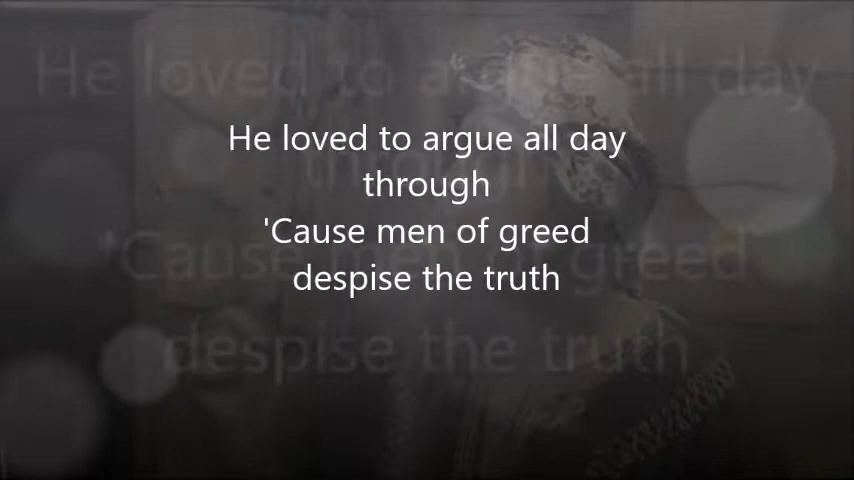 He loved to argue all day
through
'Cause men of greed
despise the truth